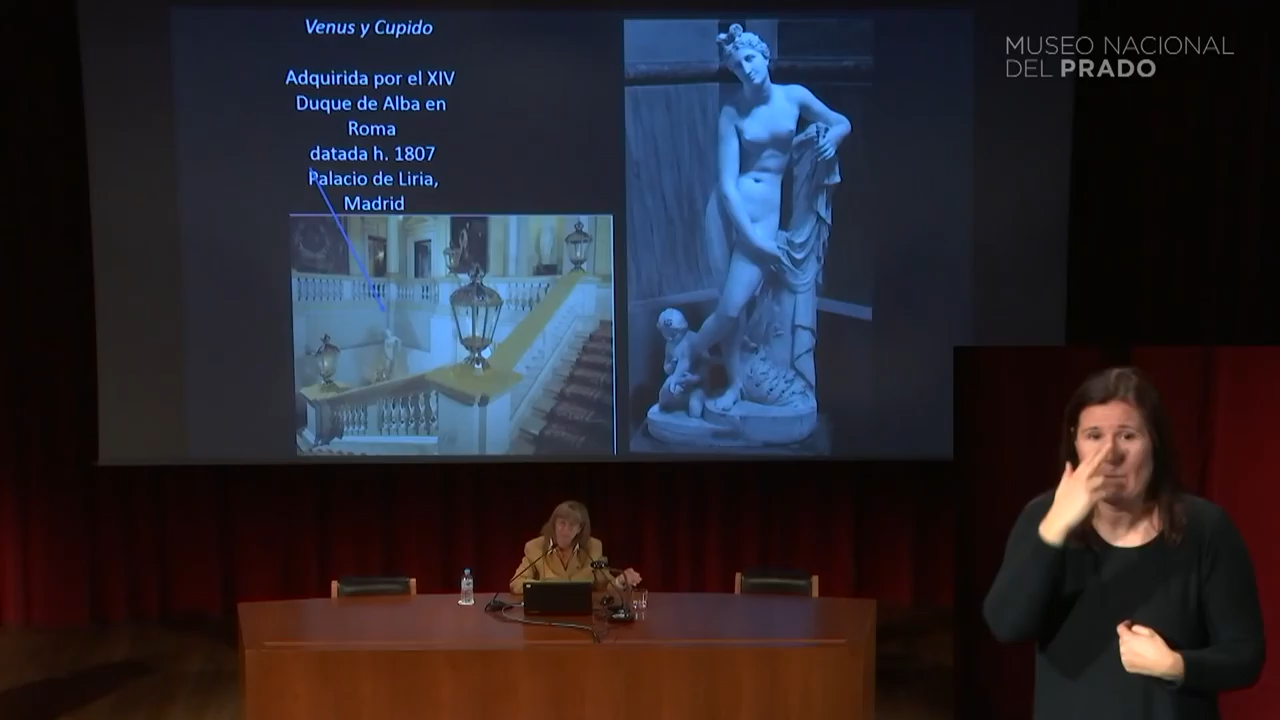 Venus y Cupido
Adquirida por el XIV
Duque de Alba en
Roma
datada h. 1807
Palacio de Liria,
Madrid
MUSEO NACIONAL
DEL PRADO